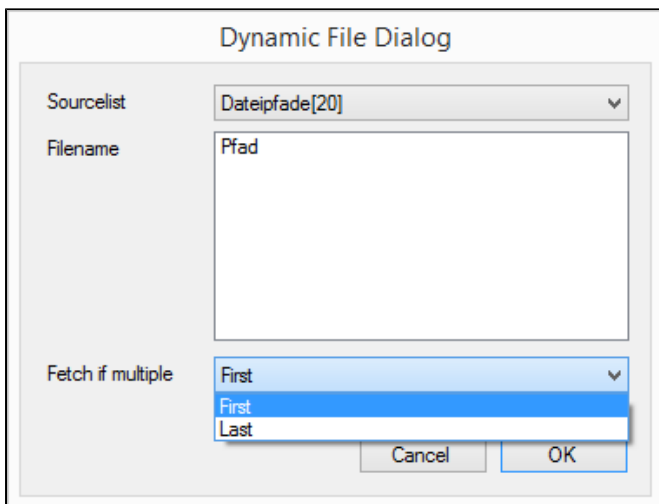 Dynamic File Dialog
Sourcelist Dateipfade[20]
Filename Pfad
Fetch if multiple First
First
Last
Cancel OK